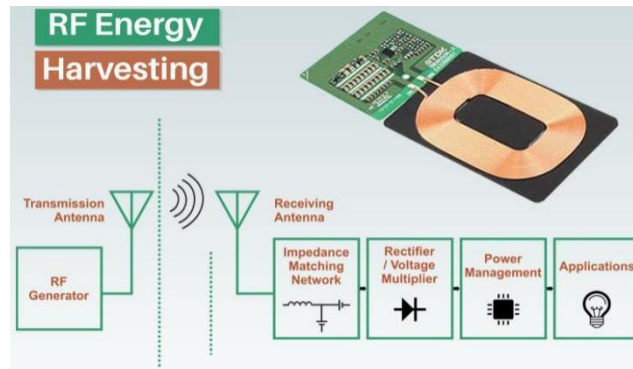 RF Energy
Harvesting
Transmission
Antenna
Receiving
Antenna
RF
Generator
Impedance
Matching
Network
Rectifier
/ Voltage
Multiplier
Power
Management
Applications